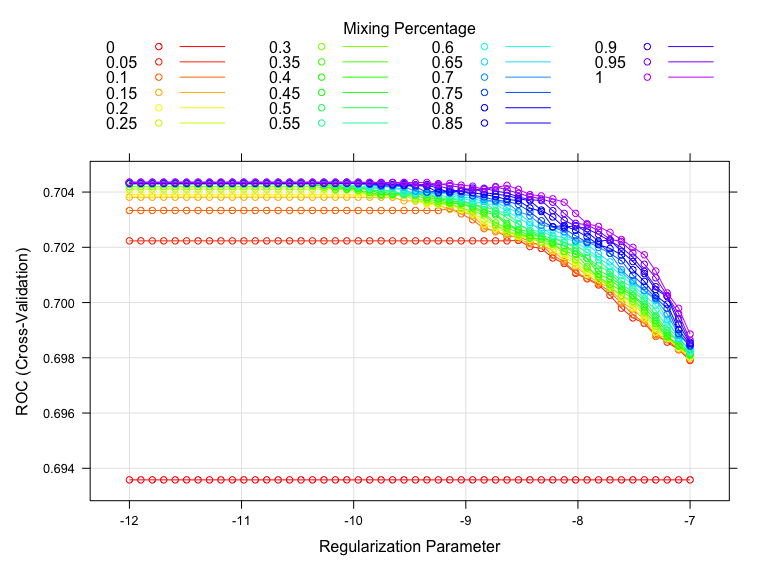 Mixing Percentage
0 0.3 0.6 0.9
0.05 0.35 0.65 0.95
0.1 0.4 0.7 1
0.15 0.45 0.75
0.2 0.5 0.8
0.25 0.55 0.85
ROC (Cross-Validation)
0.704
0.702
0.700
0.698
0.696
0.694
-12 -11 -10 -9 -8 -7
Regularization Parameter